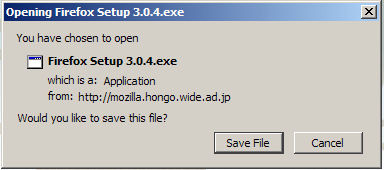 Opening Firefox Setup 3.0.4.exe
You have chosen to open
Firefox Setup 3.0.4.exe
which is a: Application
from: http://mozilla.hongo.wide.ad.jp
Would you like to save this file?
Save File Cancel